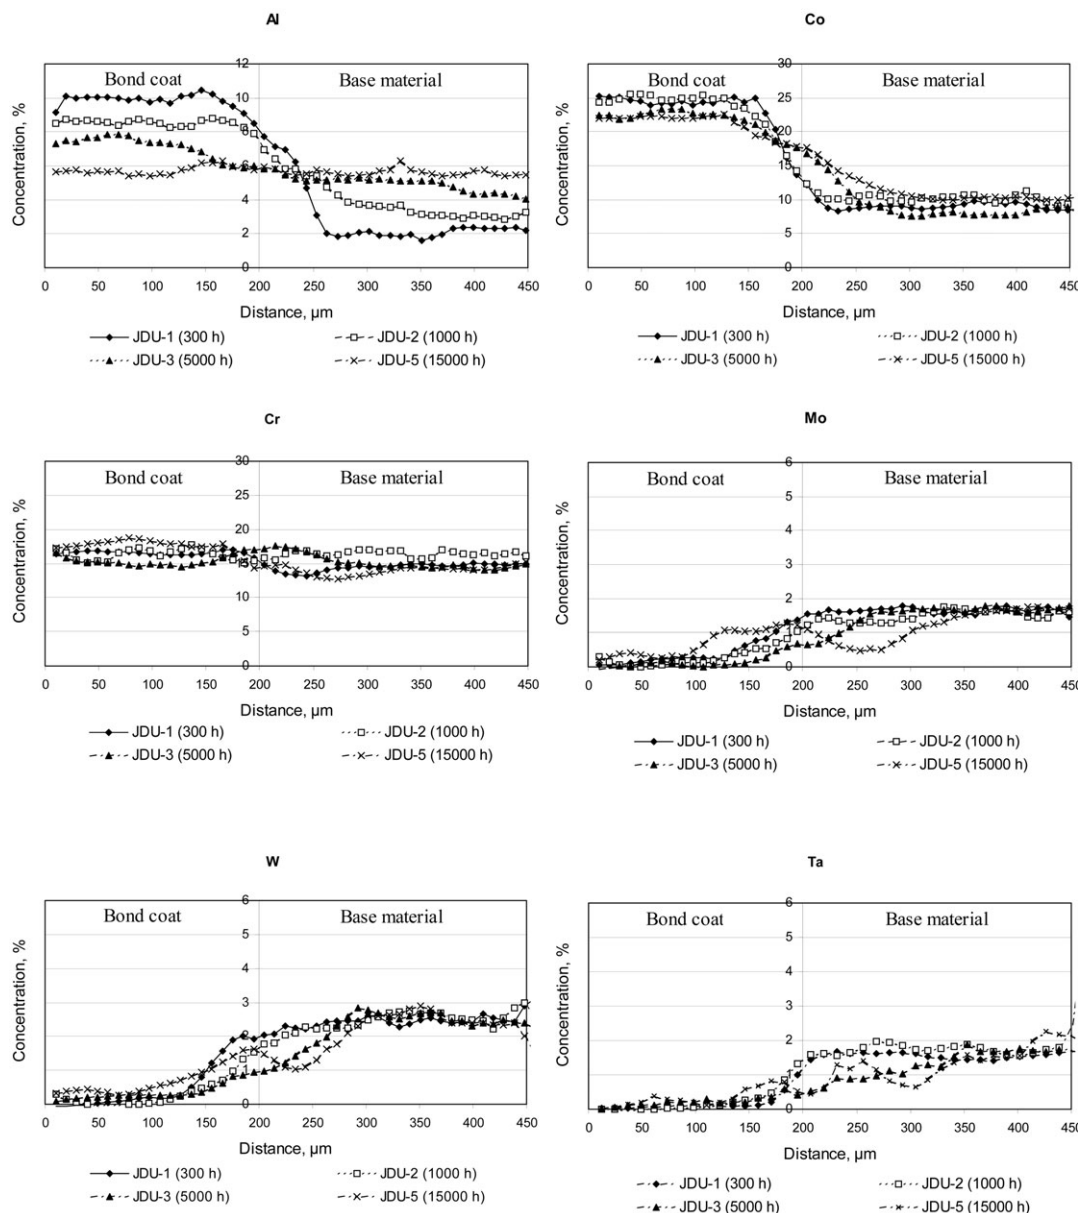 Al
Concentration, %
12
10
8
6
4
2
0
Bond coat Base material
0 50 100 150 200 250 300 350 400 450
Distance, µm
JDU-1 (300 h) JDU-2 (1000 h)
JDU-3 (5000 h) JDU-5 (15000 h)
Co
Concentration, %
30
25
20
15
10
5
0
Bond coat Base material
0 50 100 150 200 250 300 350 400 450
Distance, µm
JDU-1 (300 h) JDU-2 (1000 h)
JDU-3 (5000 h) JDU-5 (15000 h)
Cr
Concentrarion, %
30
25
20
15
10
5
0
Bond coat Base material
0 50 100 150 200 250 300 350 400 450
Distance, µm
JDU-1 (300 h) JDU-2 (1000 h)
JDU-3 (5000 h) JDU-5 (15000 h)
Mo
Concentration, %
6
5
4
3
2
1
0
Bond coat Base material
0 50 100 150 200 250 300 350 400 450
Distance, µm
JDU-1 (300 h) JDU-2 (1000 h)
JDU-3 (5000 h) JDU-5 (15000 h)
W
Concentration, %
6
5
4
3
2
1
0
Bond coat Base material
0 50 100 150 200 250 300 350 400 450
Distance, µm
JDU-1 (300 h) JDU-2 (1000 h)
JDU-3 (5000 h) JDU-5 (15000 h)
Ta
Concentration, %
6
5
4
3
2
1
0
Bond coat Base material
0 50 100 150 200 250 300 350 400 450
Distance, µm
JDU-1 (300 h) JDU-2 (1000 h)
JDU-3 (5000 h) JDU-5 (15000 h)